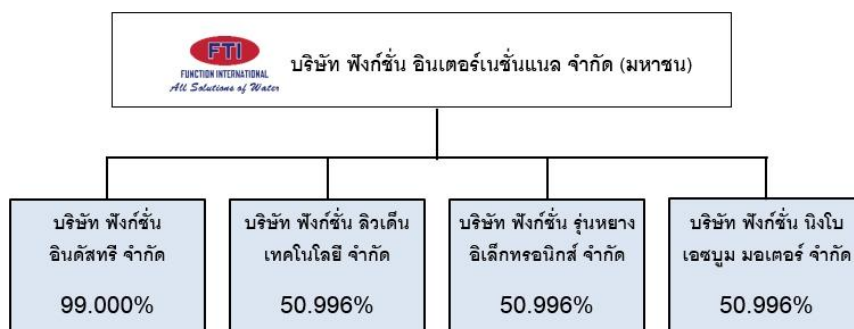 FTI
FUNCTION INTERNATIONAL
All Solutions of Water
บริษัท ฟังก์ชั่น อินเตอร์เนชั่นแนล จำกัด (มหาชน)
บริษัท ฟังก์ชั่น
อินดัสทรี จำกัด
99.000%
บริษัท ฟังก์ชั่น ลิวเด็น
เทคโนโลยี จำกัด
50.996%
บริษัท ฟังก์ชั่น รุ่นหยาง
อิเล็กทรอนิกส์ จำกัด
50.996%
บริษัท ฟังก์ชั่น นิงโบ
เอซบูม มอเตอร์ จำกัด
50.996%